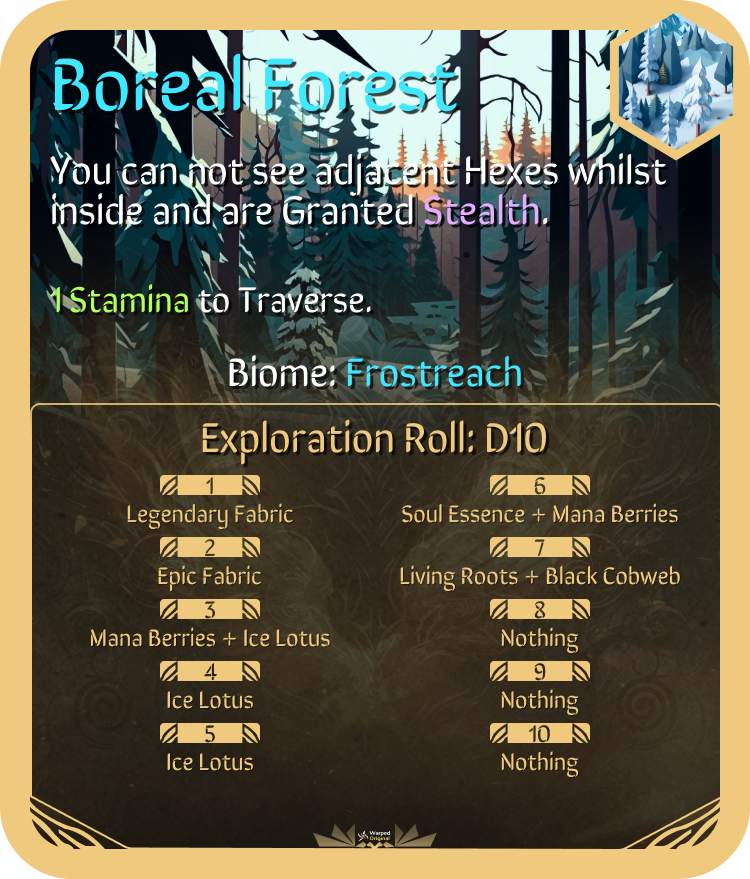 Boreal Forest
You can not see adjacent Hexes whilst
inside and are Granted Stealth.
1 Stamina to Traverse.
Biome: Frostreach
Exploration Roll: D10
1
Legendary Fabric
2
Epic Fabric
3
Mana Berries + Ice Lotus
4
Ice Lotus
5
Ice Lotus
6
Soul Essence + Mana Berries
7
Living Roots + Black Cobweb
8
Nothing
9
Nothing
10
Nothing
Warped
Original